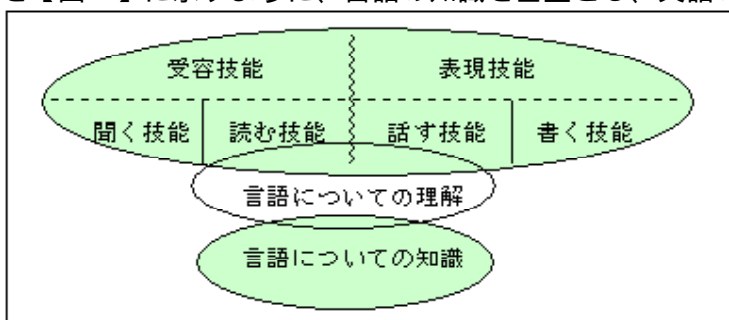 受容技能 表現技能
聞く技能 読む技能 話す技能 書く技能
言語についての理解
言語についての知識